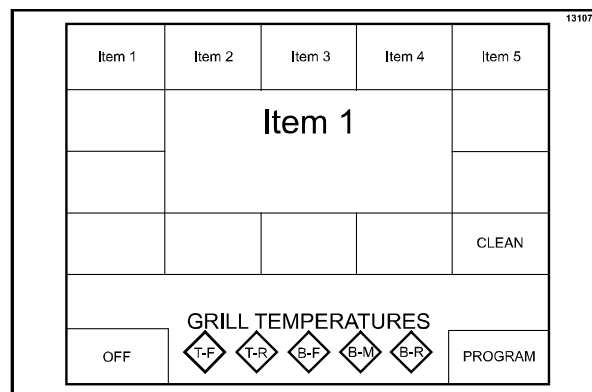 13107
Item 1 Item 2 Item 3 Item 4 Item 5
Item 1
CLEAN
GRILL TEMPERATURES
OFF T-F T-R B-F B-M B-R PROGRAM